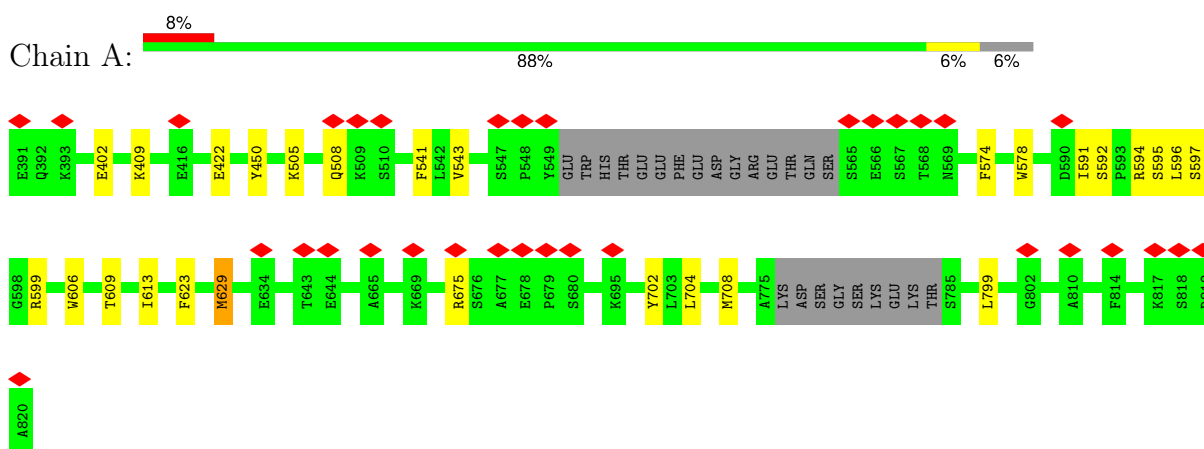 8%
Chain A:
88% 6% 6%
E391 Q392 K393 E402 K409 E416 E422 Y450 K505 Q508 K509 S510 F541 L542 V543 S547 P548 Y549 GLU TRP HIS THR GLU GLU PHE GLU ASP GLY ARG GLU THR GLN SER S565 E566 S567 T568 N569 F574 W578 D590 I591 S592 P593 R594 S595 L596 S597
G598 R599 W606 T609 I613 F623 M629 E634 T643 E644 A665 K669 R675 S676 A677 E678 P679 S680 K695 Y702 L703 L704 M708 A775 LYS ASP SER GLY SER LYS GLU LYS THR S785 L799 G802 A810 F814 K817 S818
A820